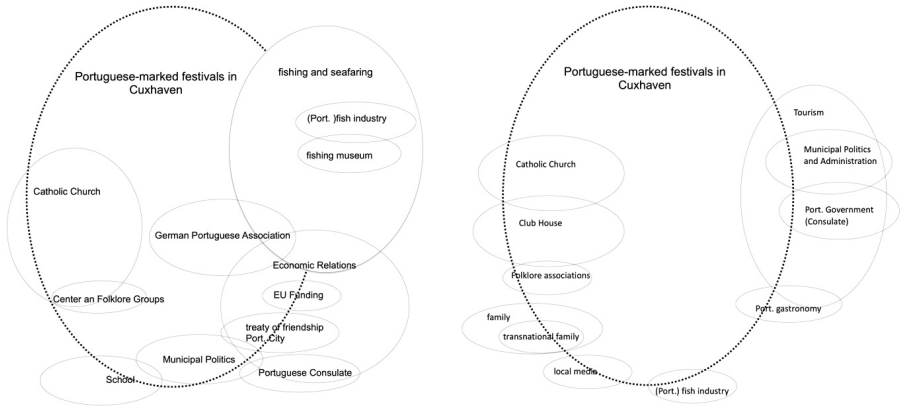 Portuguese-marked festivals in
Cuxhaven
fishing and seafaring
(Port. )fish industry
fishing museum
Catholic Church
German Portuguese Association
Economic Relations
EU Funding
Center an Folklore Groups
treaty of friendship
Port. City
Municipal Politics
Portuguese Consulate
School
Portuguese-marked festivals in
Cuxhaven
Tourism
Municipal Politics
and Administration
Catholic Church
Port. Government
(Consulate)
Club House
Folklore associations
Port. gastronomy
family
transnational family
local media
(Port.) fish industry